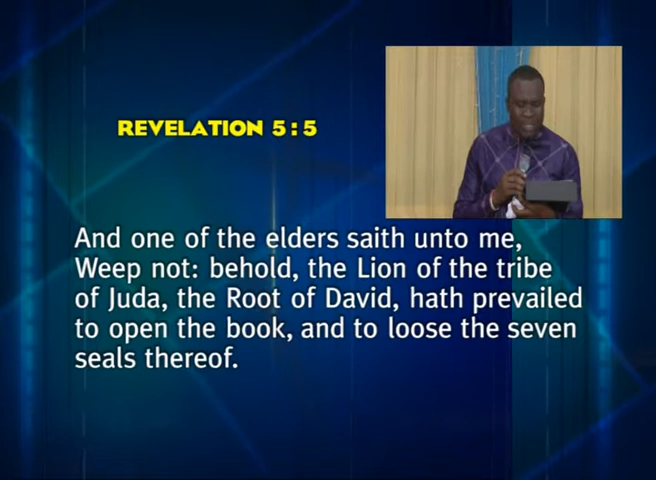 REVELATION 5:5
And one of the elders saith unto me,
Weep not: behold, the Lion of the tribe
of Juda, the Root of David, hath prevailed
to open the book, and to loose the seven
seals thereof.